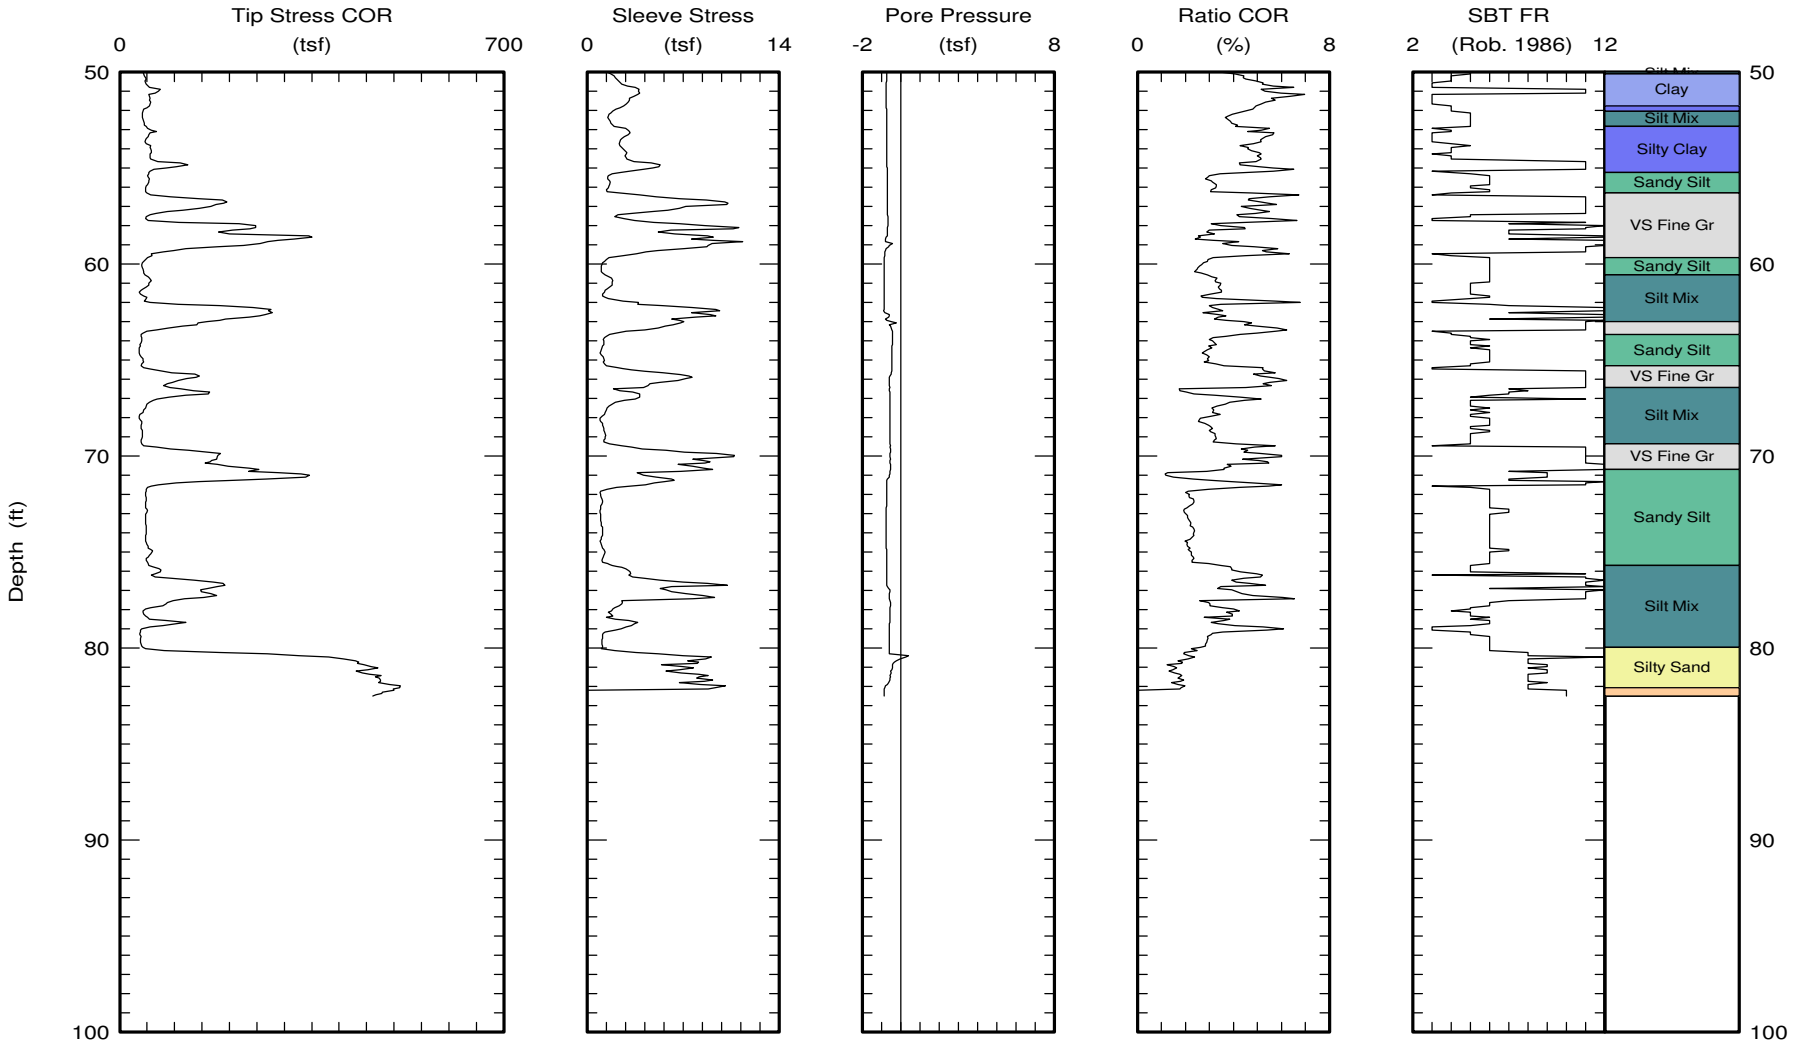 Tip Stress COR Sleeve Stress Pore Pressure Ratio COR SBT FR
0 (tsf) 700 0 (tsf) 14 -2 (tsf) 8 0 (%) 8 2 (Rob. 1986) 12
50 Silt Mix 50
Clay
Silt Mix
Silty Clay
Sandy Silt
VS Fine Gr
60 Sandy Silt 60
Silt Mix
Sandy Silt
VS Fine Gr
Silt Mix
70 VS Fine Gr 70
Sandy Silt
Depth (ft)
Silt Mix
80 80
Silty Sand
90 90
100 100